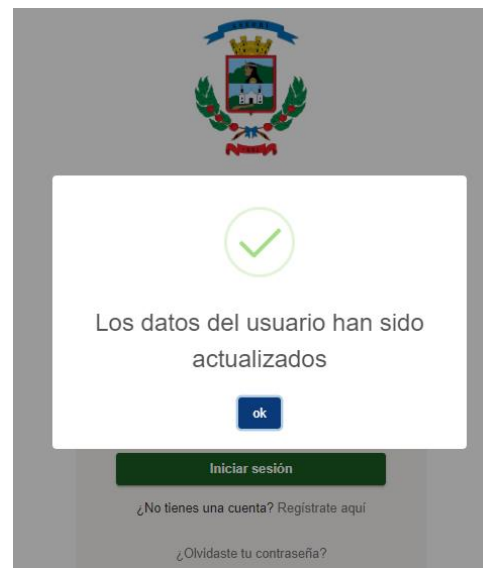 Los datos del usuario han sido
actualizados
ok
Iniciar sesión
¿No tienes una cuenta? Regístrate aquí
¿Olvidaste tu contraseña?